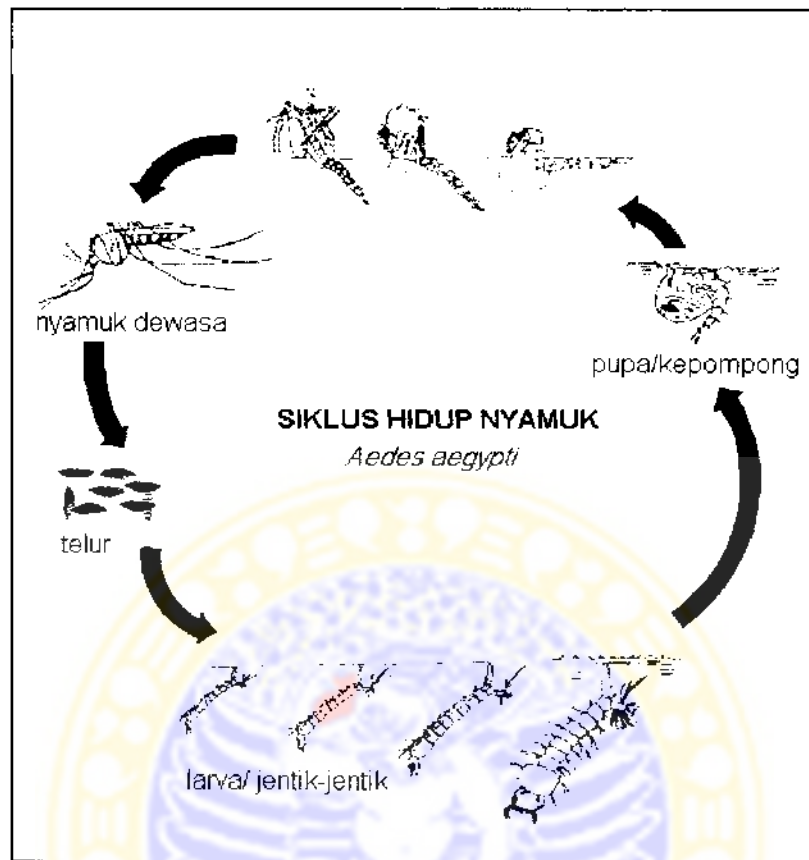 nyamuk dewasa
pupa/kepompong
SIKLUS HIDUP NYAMUK
Aedes aegypti
telur
larva/ jentik-jentik